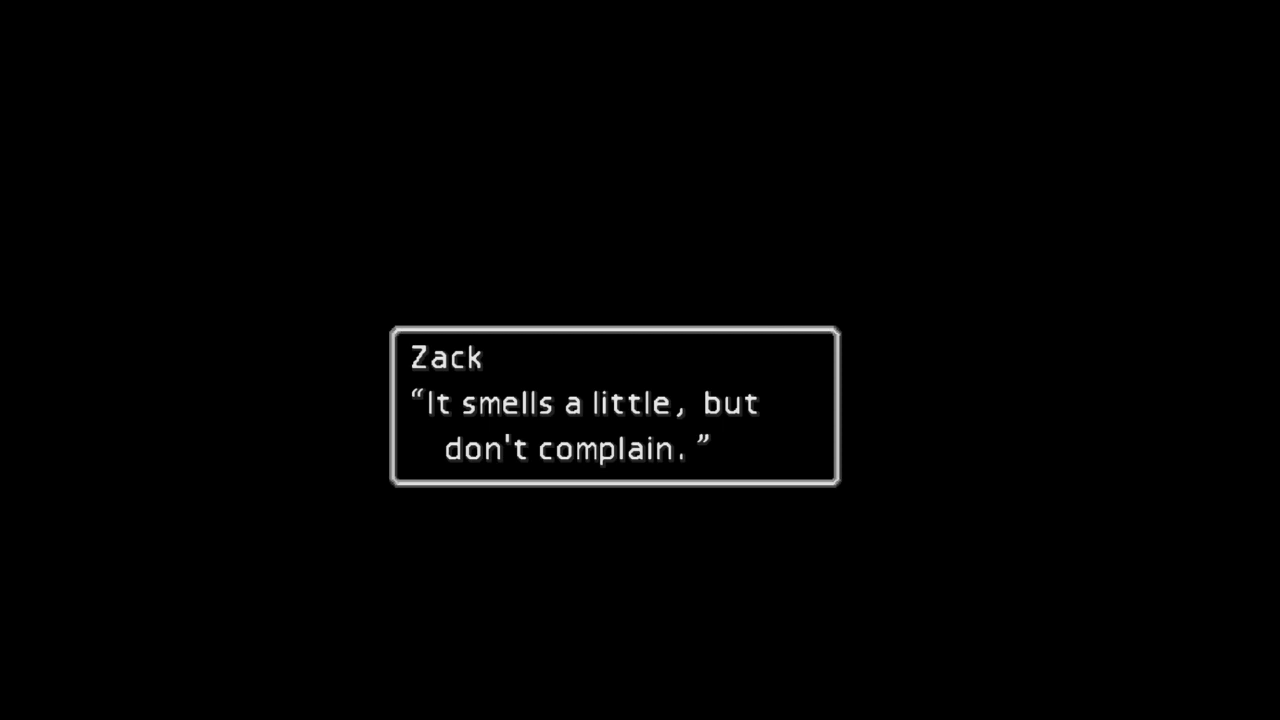 Zack
“It smells a little, but
don't complain.”